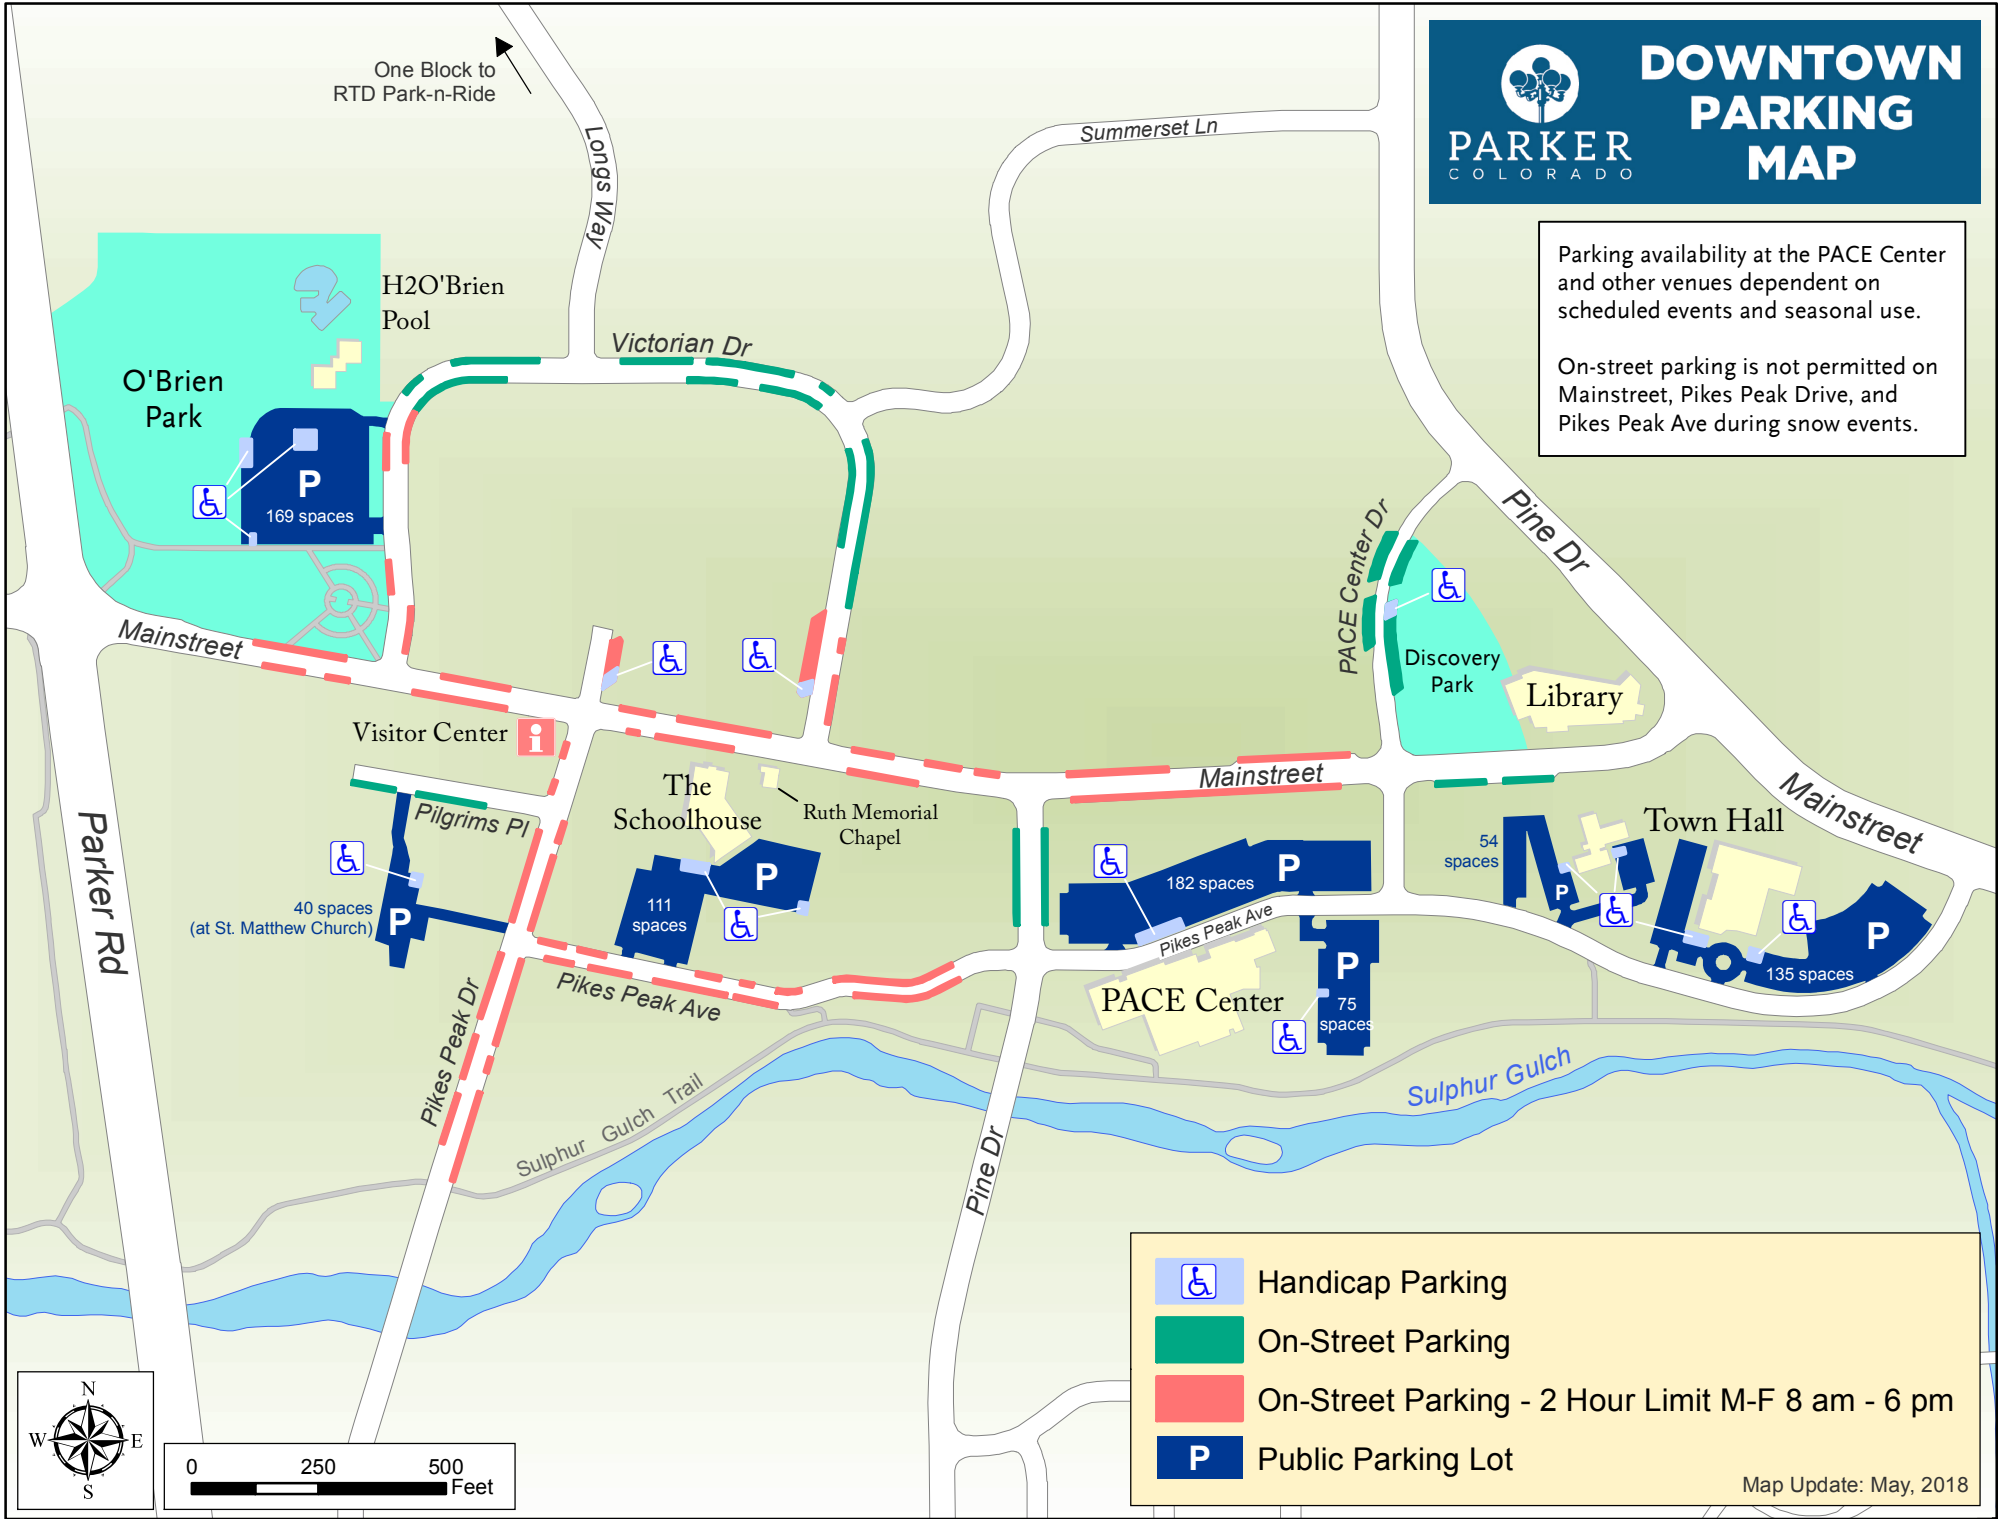 One Block to
RTD Park-n-Ride
Longs Way
Summerset Ln
PARKER
COLORADO
DOWNTOWN
PARKING
MAP
Parking availability at the PACE Center
and other venues dependent on
scheduled events and seasonal use.
On-street parking is not permitted on
Mainstreet, Pikes Peak Drive, and
Pikes Peak Ave during snow events.
H2O'Brien
Pool
Victorian Dr
O'Brien
Park
P
169 spaces
PACE Center Dr
Pine Dr
Mainstreet
Discovery
Park
Library
Visitor Center
i
The
Schoolhouse
Ruth Memorial
Chapel
Mainstreet
Mainstreet
Pilgrims Pl
Parker Rd
40 spaces
(at St. Matthew Church)
P
111
spaces
P
182 spaces
P
Pikes Peak Ave
54
spaces
P
Town Hall
P
135 spaces
Pikes Peak Ave
Pikes Peak Dr
PACE Center
P
75
spaces
Sulphur Gulch
Sulphur Gulch Trail
Pine Dr
Handicap Parking
On-Street Parking
On-Street Parking - 2 Hour Limit M-F 8 am - 6 pm
P
Public Parking Lot
Map Update: May, 2018
N
W E
S
0 250 500
Feet